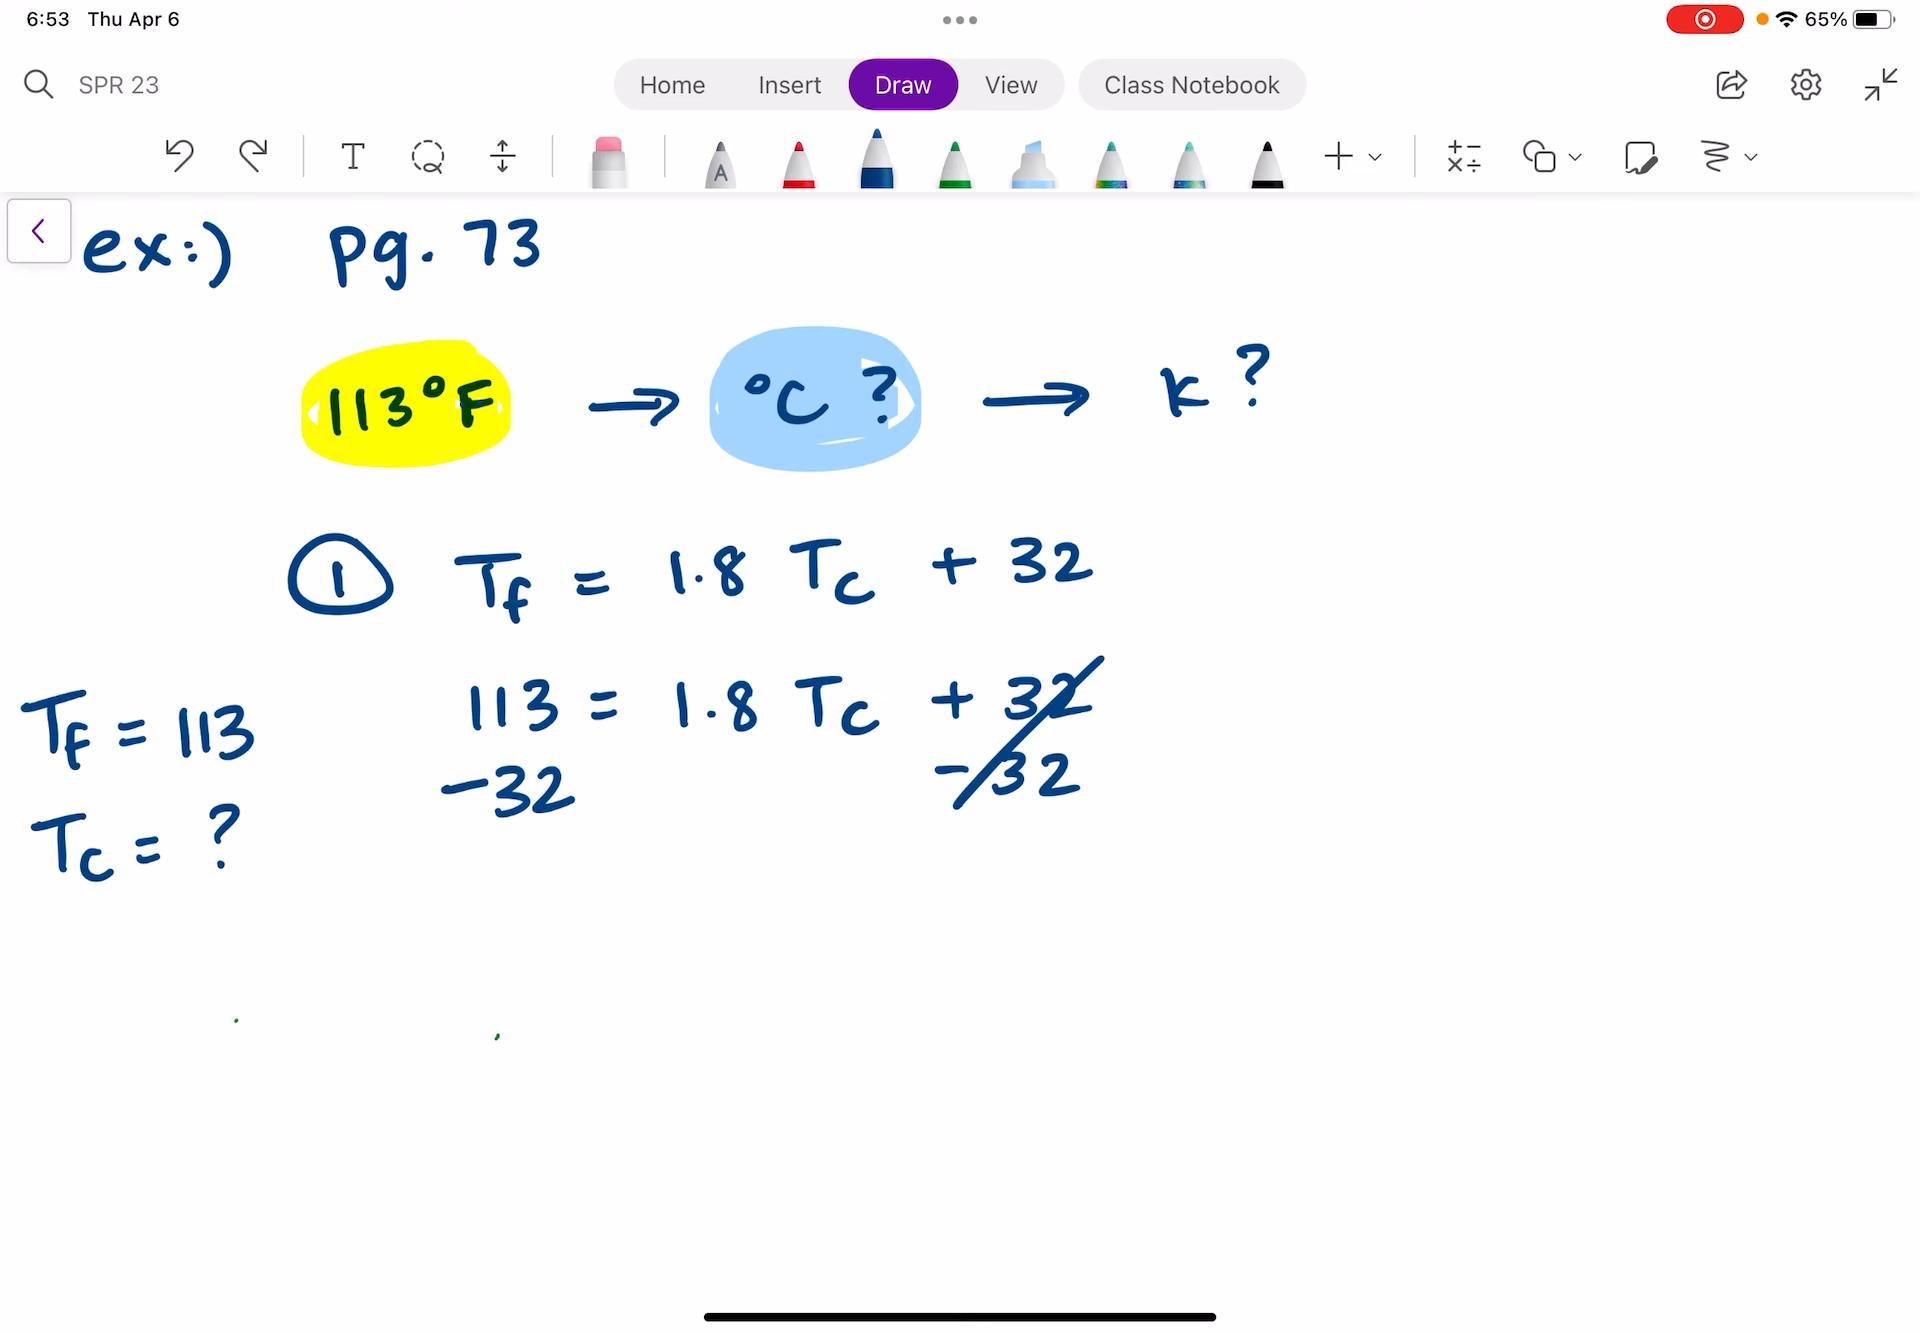 6:53 Thu Apr 6 65%
SPR 23 Home Insert Draw View Class Notebook
T A
ex:) pg. 73
113°F → °C ? → K ?
1 Tf = 1.8 Tc + 32
113 = 1.8 Tc + 32
-32 -32
Tf = 113
Tc = ?